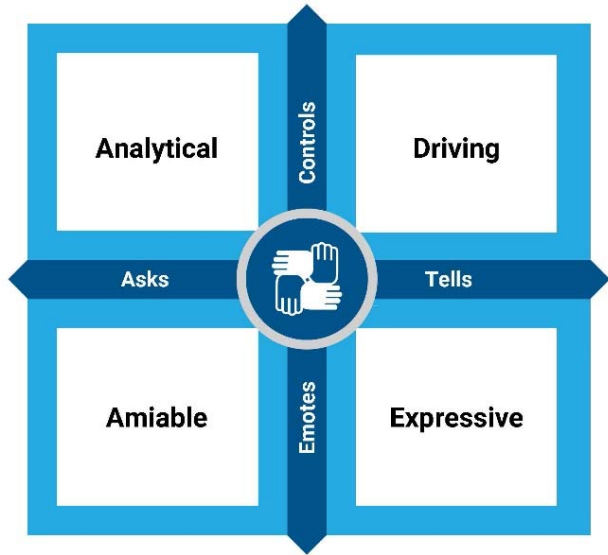 Analytical
Controls
Driving
Asks
Tells
Amiable
Emotes
Expressive